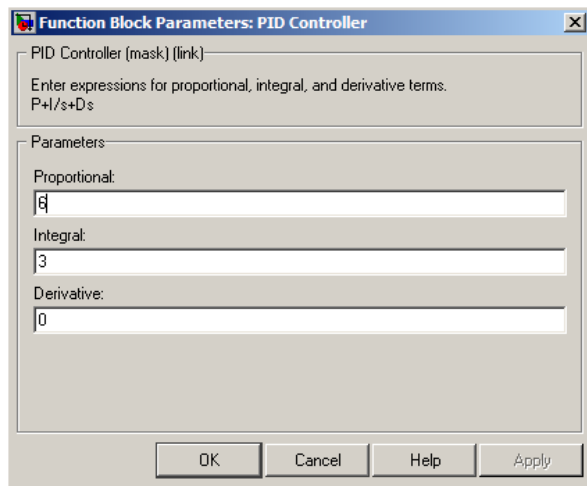 Function Block Parameters: PID Controller
PID Controller (mask) (link)
Enter expressions for proportional, integral, and derivative terms.
P+I/s+Ds
Parameters
Proportional:
6
Integral:
3
Derivative:
0
OK Cancel Help Apply